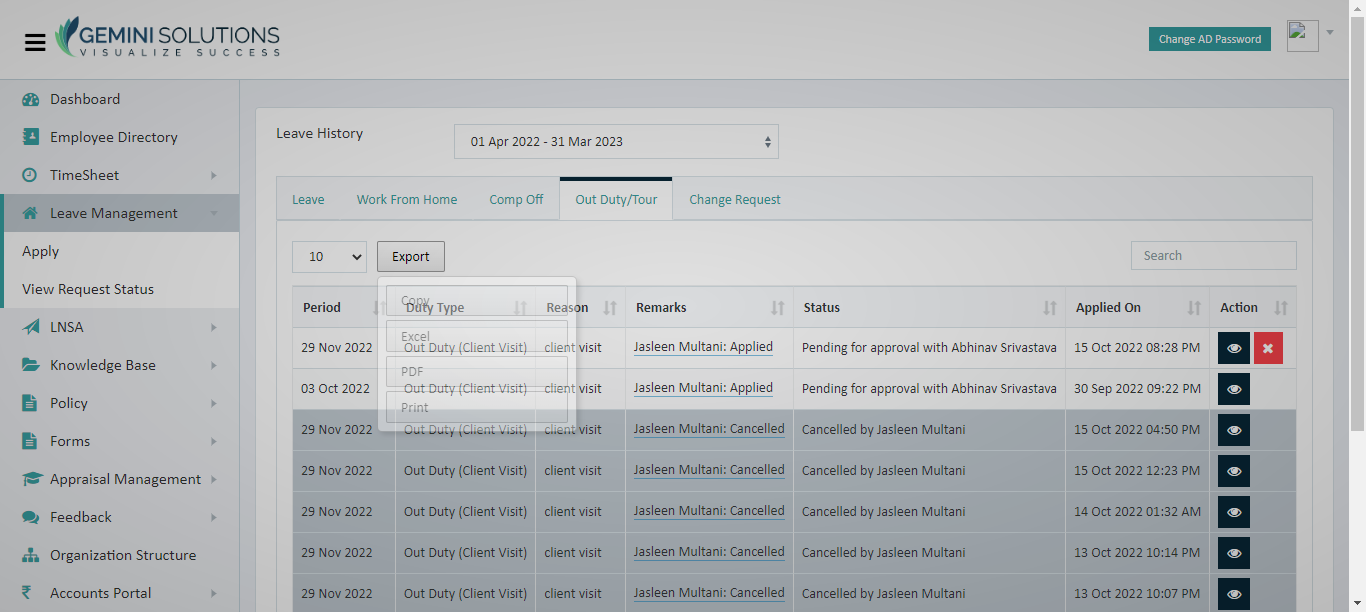 GEMINI SOLUTIONS
VISUALIZE SUCCESS
Change AD Password
Dashboard
Employee Directory
TimeSheet
Leave Management
Apply
View Request Status
LNSA
Knowledge Base
Policy
Forms
Appraisal Management
Feedback
Organization Structure
Accounts Portal
Leave History
01 Apr 2022 - 31 Mar 2023
Leave Work From Home Comp Off Out Duty/Tour Change Request
10 Export Search
Copy
Excel
PDF
Print
Period Duty Type Reason Remarks Status Applied On Action
29 Nov 2022 Out Duty (Client Visit) client visit Jasleen Multani: Applied Pending for approval with Abhinav Srivastava 15 Oct 2022 08:28 PM
03 Oct 2022 Out Duty (Client Visit) client visit Jasleen Multani: Applied Pending for approval with Abhinav Srivastava 30 Sep 2022 09:22 PM
29 Nov 2022 Out Duty (Client Visit) client visit Jasleen Multani: Cancelled Cancelled by Jasleen Multani 15 Oct 2022 04:50 PM
29 Nov 2022 Out Duty (Client Visit) client visit Jasleen Multani: Cancelled Cancelled by Jasleen Multani 15 Oct 2022 12:23 PM
29 Nov 2022 Out Duty (Client Visit) client visit Jasleen Multani: Cancelled Cancelled by Jasleen Multani 14 Oct 2022 01:32 AM
29 Nov 2022 Out Duty (Client Visit) client visit Jasleen Multani: Cancelled Cancelled by Jasleen Multani 13 Oct 2022 10:14 PM
29 Nov 2022 Out Duty (Client Visit) client visit Jasleen Multani: Cancelled Cancelled by Jasleen Multani 13 Oct 2022 10:07 PM